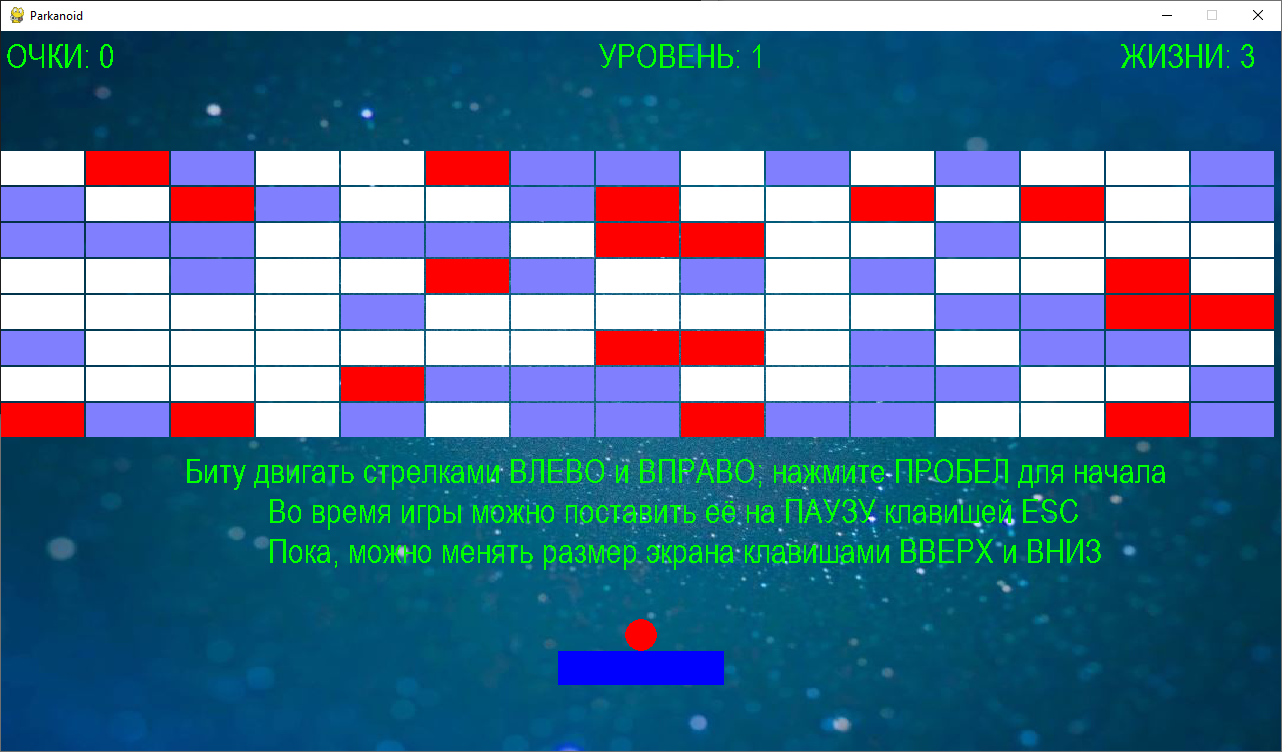 Parkanoid
ОЧКИ: 0 УРОВЕНЬ: 1 ЖИЗНИ: 3
Биту двигать стрелками ВЛЕВО и ВПРАВО; нажмите ПРОБЕЛ для начала
Во время игры можно поставить её на ПАУЗУ клавишей ESC
Пока, можно менять размер экрана клавишами ВВЕРХ и ВНИЗ